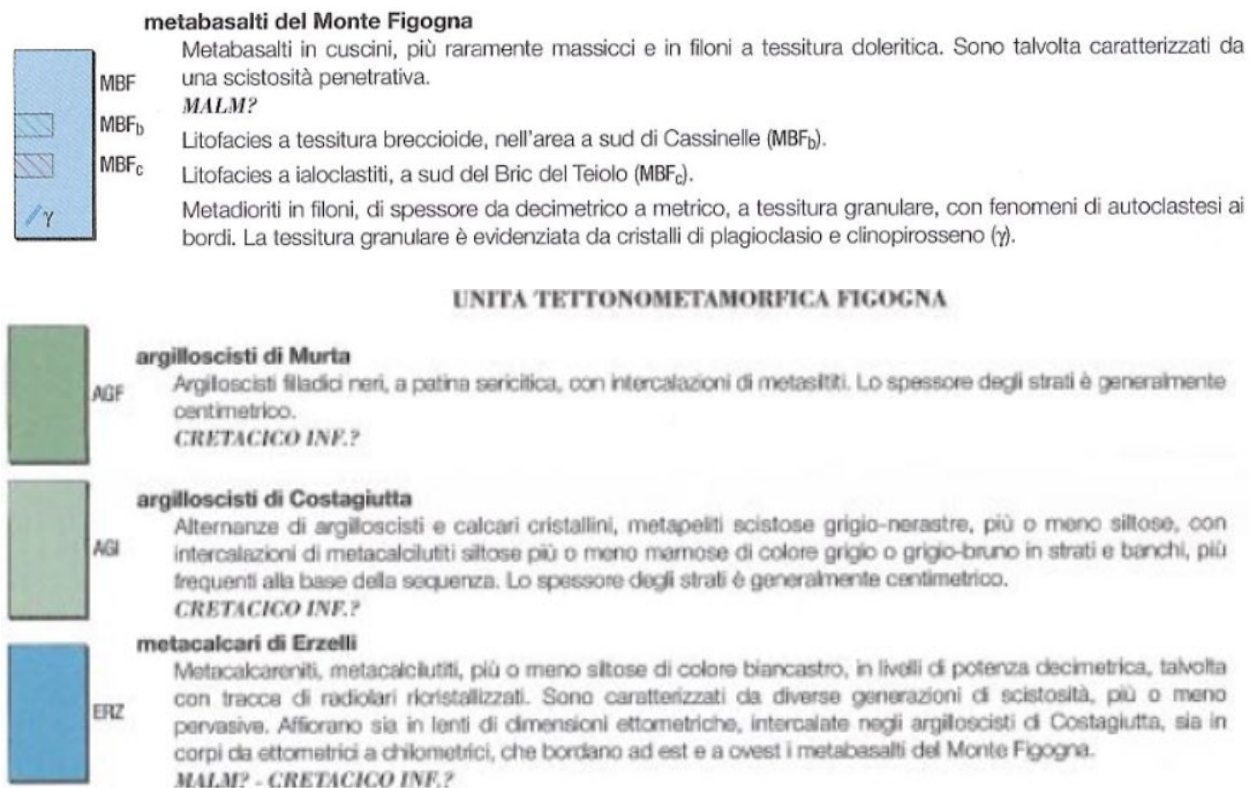 metabasalti del Monte Figogna
Metabasalti in cuscini, più raramente massicci e in filoni a tessitura doleritica. Sono talvolta caratterizzati da
MBF una scistosità penetrativa.
MALM?
MBFb Litofacies a tessitura breccioide, nell'area a sud di Cassinelle (MBFb).
MBFc Litofacies a ialoclastiti, a sud del Bric del Teiolo (MBFc).
γ Metadioriti in filoni, di spessore da decimetrico a metrico, a tessitura granulare, con fenomeni di autoclastesi ai
bordi. La tessitura granulare è evidenziata da cristalli di plagioclasio e clinopirosseno (γ).
UNITÀ TETTONOMETAMORFICA FIGOGNA
argilloscisti di Murta
AGF Argilloscisti filladici neri, a patina sericitica, con intercalazioni di metasiltiti. Lo spessore degli strati è generalmente
centimetrico.
CRETACICO INF.?
argilloscisti di Costagiutta
Alternanze di argilloscisti e calcari cristallini, metapeliti scistose grigio-nerastre, più o meno siltose, con
AGI intercalazioni di metacalcilutiti siltose più o meno marnose di colore grigio o grigio-bruno in strati e banchi, più
frequenti alla base della sequenza. Lo spessore degli strati è generalmente centimetrico.
CRETACICO INF.?
metacalcari di Erzelli
Metacalcareniti, metacalcilutiti, più o meno siltose di colore biancastro, in livelli di potenza decimetrica, talvolta
ERZ con tracce di radiolari ricristallizzati. Sono caratterizzati da diverse generazioni di scistosità, più o meno
pervasive. Affiorano sia in lenti di dimensioni ettometriche, intercalate negli argilloscisti di Costagiutta, sia in
corpi da ettometrici a chilometrici, che bordano ad est e a ovest i metabasalti del Monte Figogna.
MALM? - CRETACICO INF.?